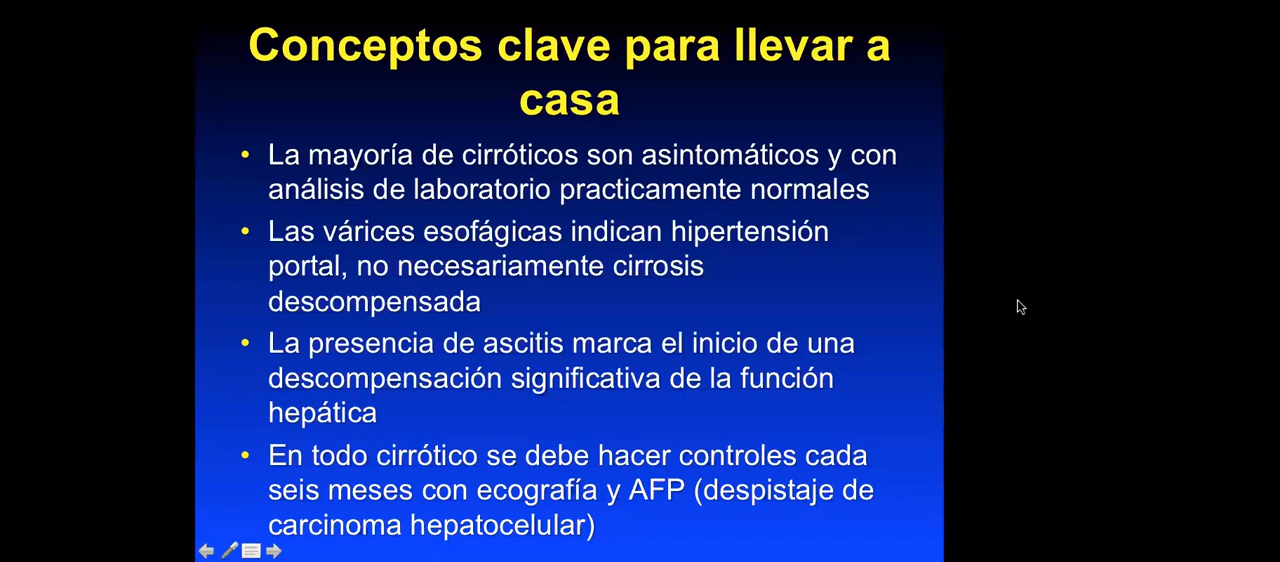 Conceptos clave para llevar a
casa
• La mayoría de cirróticos son asintomáticos y con
análisis de laboratorio practicamente normales
• Las várices esofágicas indican hipertensión
portal, no necesariamente cirrosis
descompensada
• La presencia de ascitis marca el inicio de una
descompensación significativa de la función
hepática
• En todo cirrótico se debe hacer controles cada
seis meses con ecografía y AFP (despistaje de
carcinoma hepatocelular)